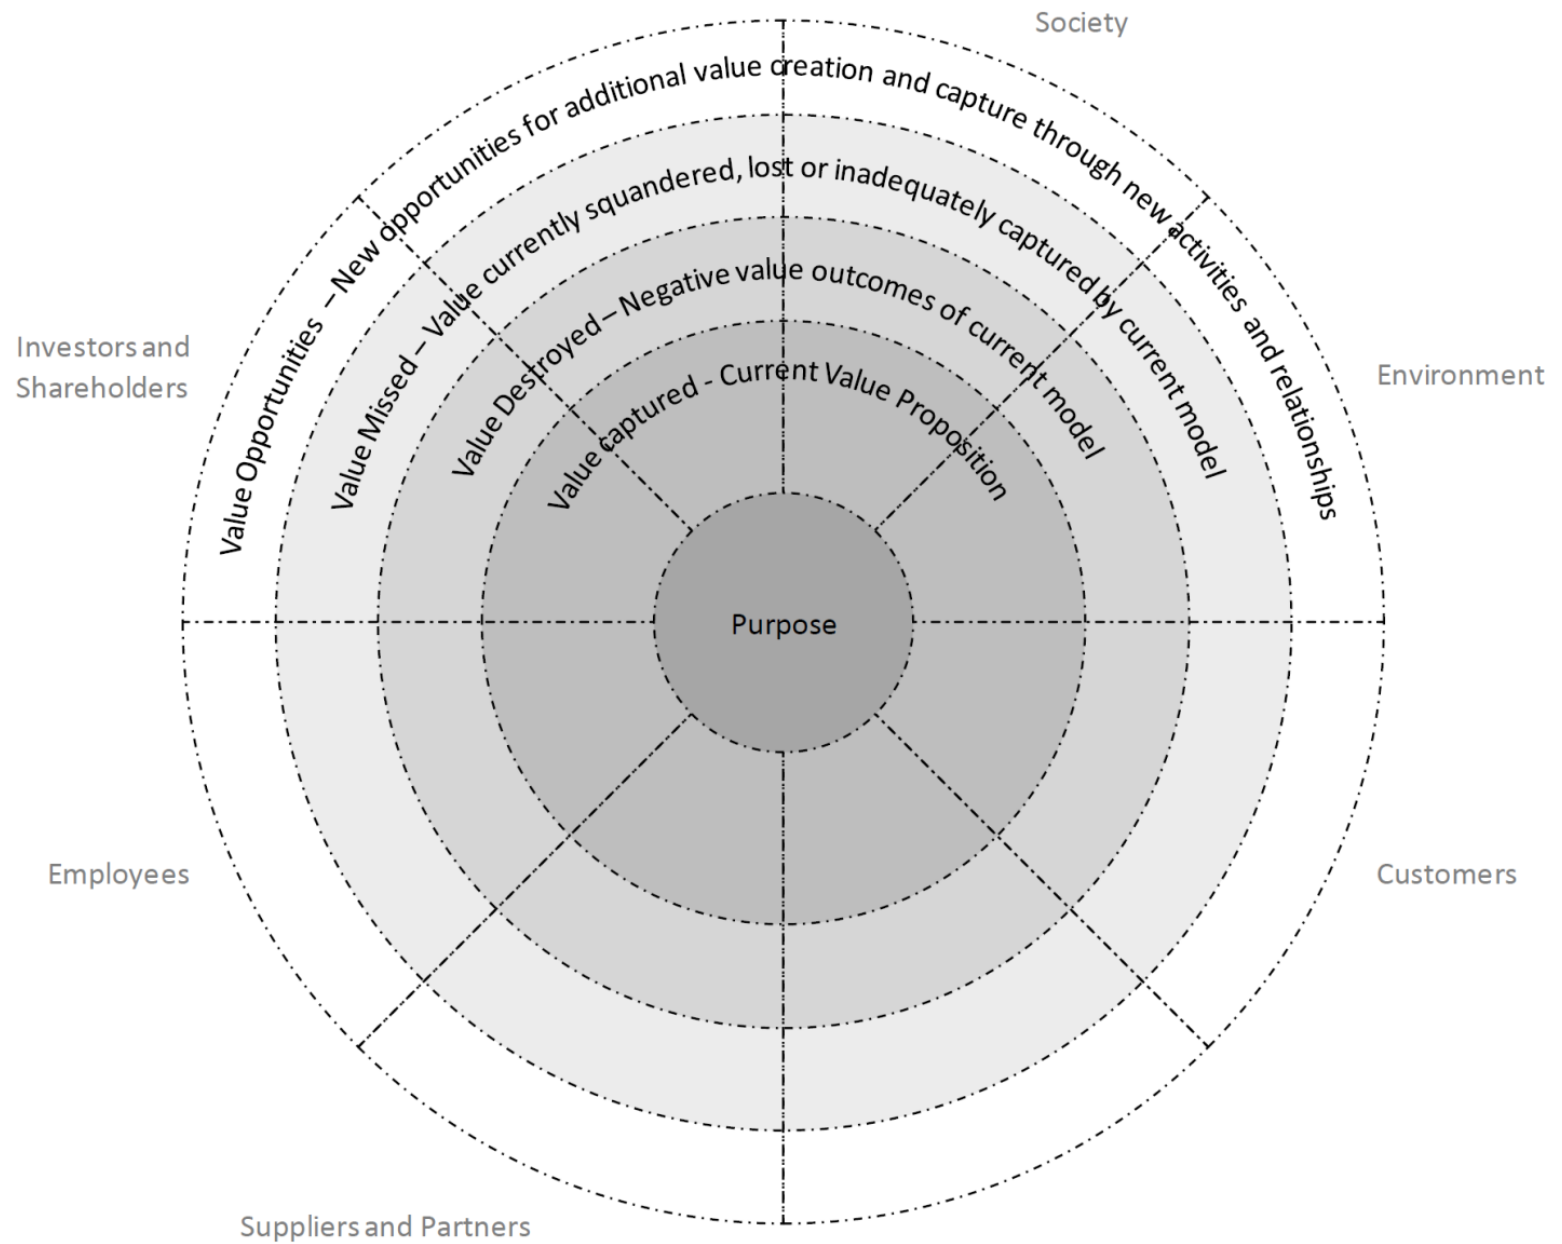 Society
Value Opportunities – New opportunities for additional value creation and capture through new activities and relationships
Value Missed – Value currently squandered, lost or inadequately captured by current model
Value Destroyed – Negative value outcomes of current model
Value captured - Current Value Proposition
Investors and
Shareholders
Environment
Purpose
Employees
Customers
Suppliers and Partners